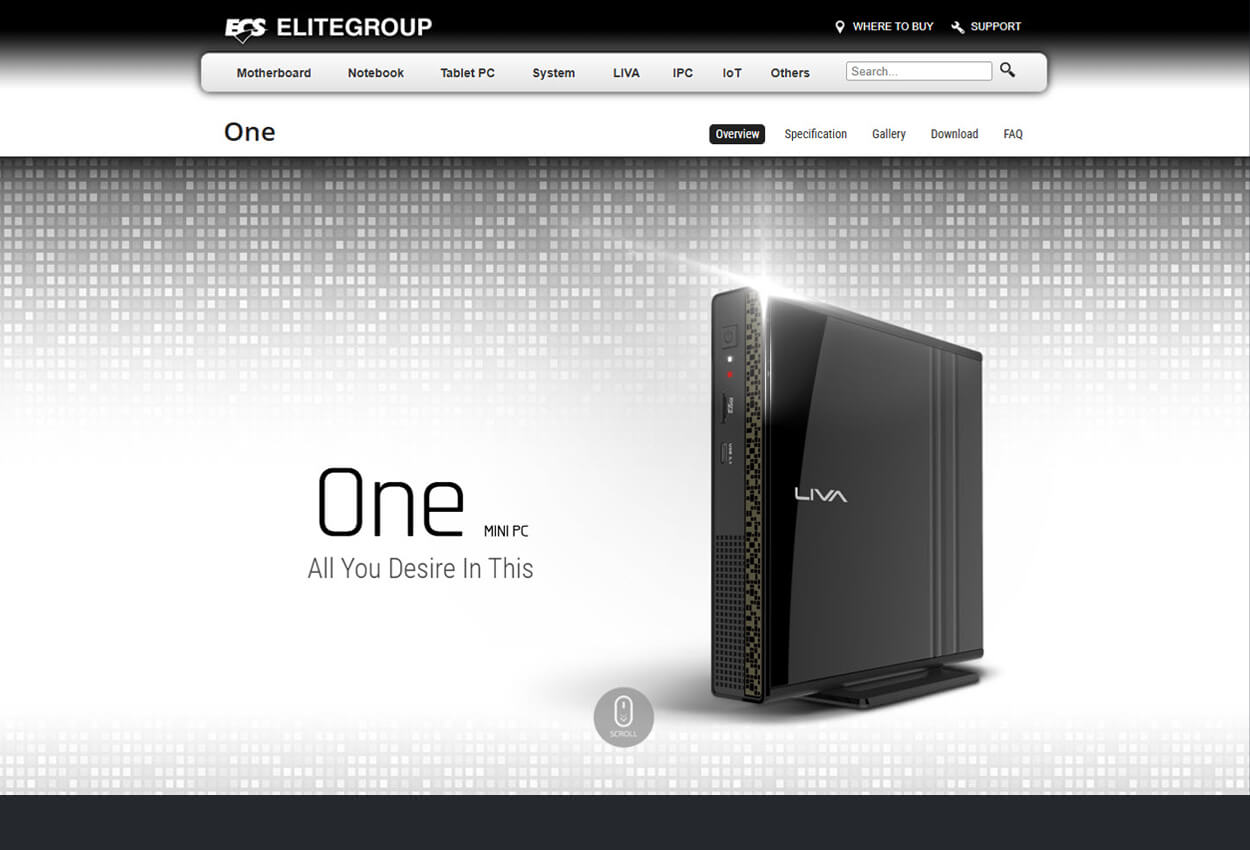 ECS ELITEGROUP
WHERE TO BUY SUPPORT
Motherboard Notebook Tablet PC System LIVA IPC IoT Others Search...
One
Overview Specification Gallery Download FAQ
LIVA
One MINI PC
All You Desire In This
SCROLL